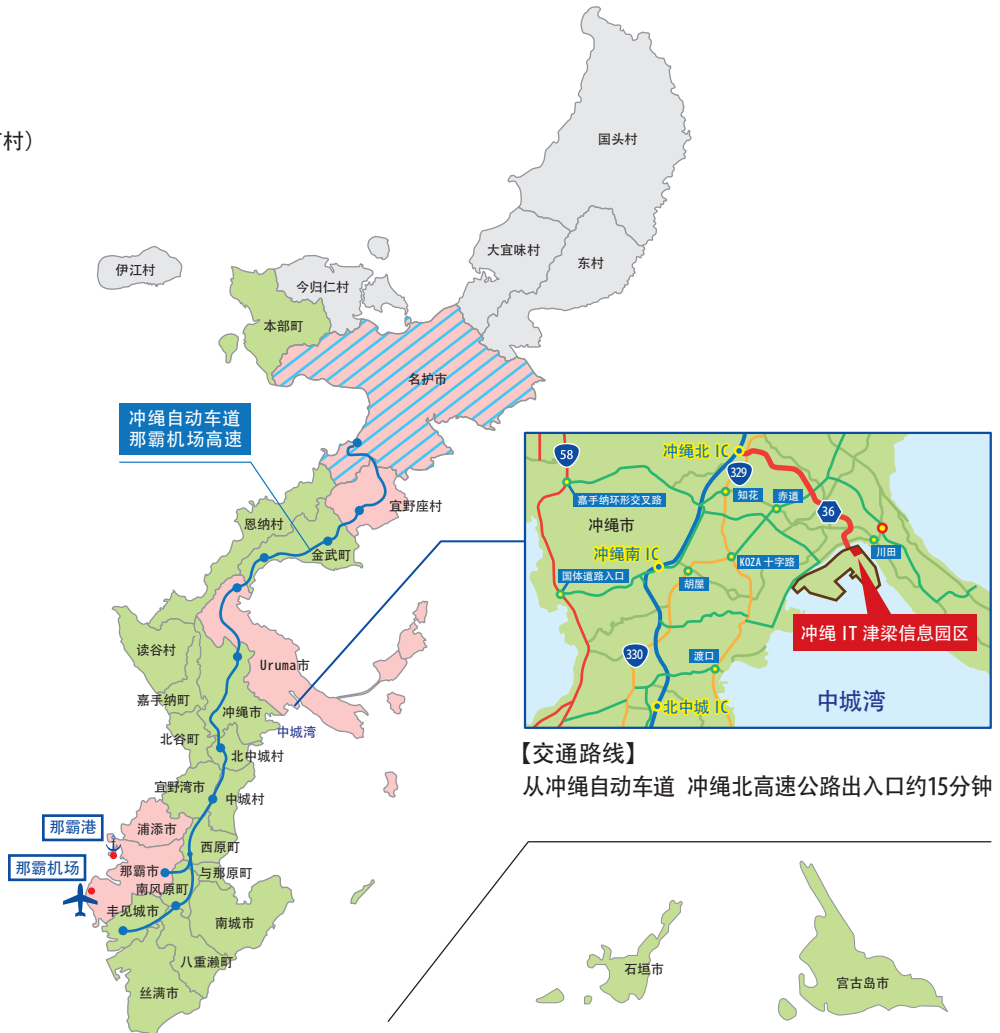 村）
国头村
大宜味村
东村
伊江村
今归仁村
本部町
名护市
冲绳自动车道
那霸机场高速
宜野座村
恩纳村
金武町
读谷村
Uruma市
嘉手纳町
冲绳市
中城湾
北谷町
北中城村
宜野湾市
中城村
那霸港
浦添市
西原町
那霸机场
那霸市
与那原町
南风原町
丰见城市
南城市
八重濑町
丝满市
冲绳北 IC
58
329
知花
赤道
嘉手纳环形交叉路
36
冲绳市
川田
冲绳南 IC
KOZA 十字路
国体道路入口
胡屋
冲绳 IT 津梁信息园区
330
渡口
中城湾
北中城 IC
【交通路线】
从冲绳自动车道 冲绳北高速公路出入口约15分钟
石垣市
宫古岛市